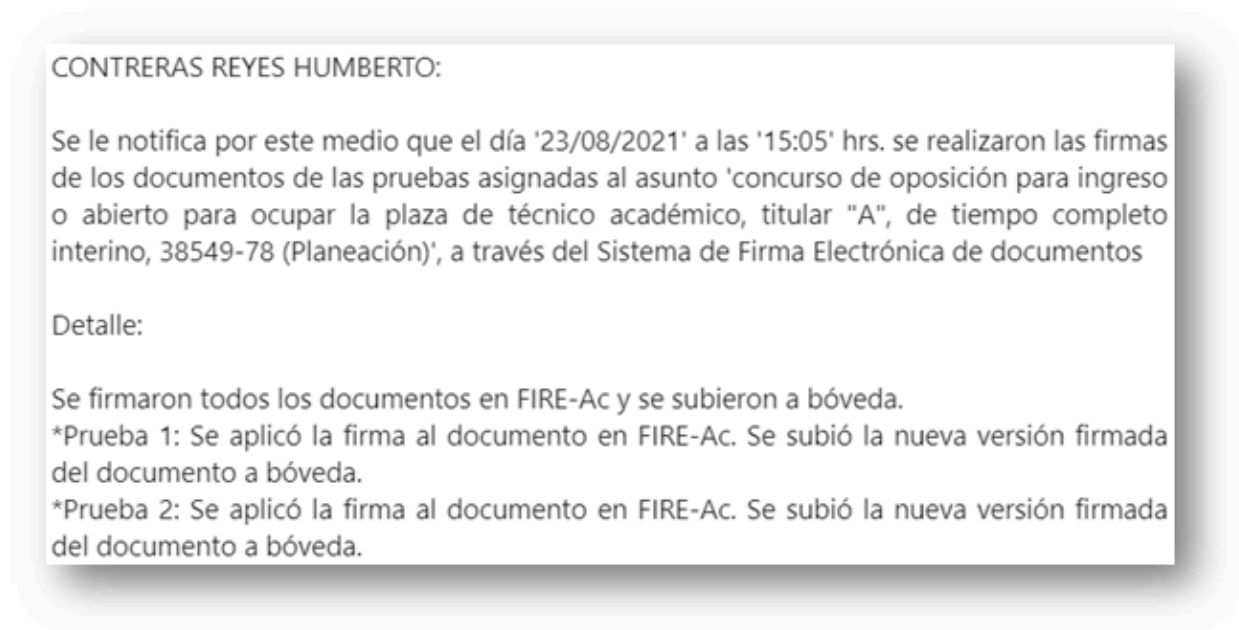 CONTRERAS REYES HUMBERTO:
Se le notifica por este medio que el día '23/08/2021' a las '15:05' hrs. se realizaron las firmas
de los documentos de las pruebas asignadas al asunto 'concurso de oposición para ingreso
o abierto para ocupar la plaza de técnico académico, titular "A", de tiempo completo
interino, 38549-78 (Planeación)', a través del Sistema de Firma Electrónica de documentos
Detalle:
Se firmaron todos los documentos en FIRE-Ac y se subieron a bóveda.
*Prueba 1: Se aplicó la firma al documento en FIRE-Ac. Se subió la nueva versión firmada
del documento a bóveda.
*Prueba 2: Se aplicó la firma al documento en FIRE-Ac. Se subió la nueva versión firmada
del documento a bóveda.